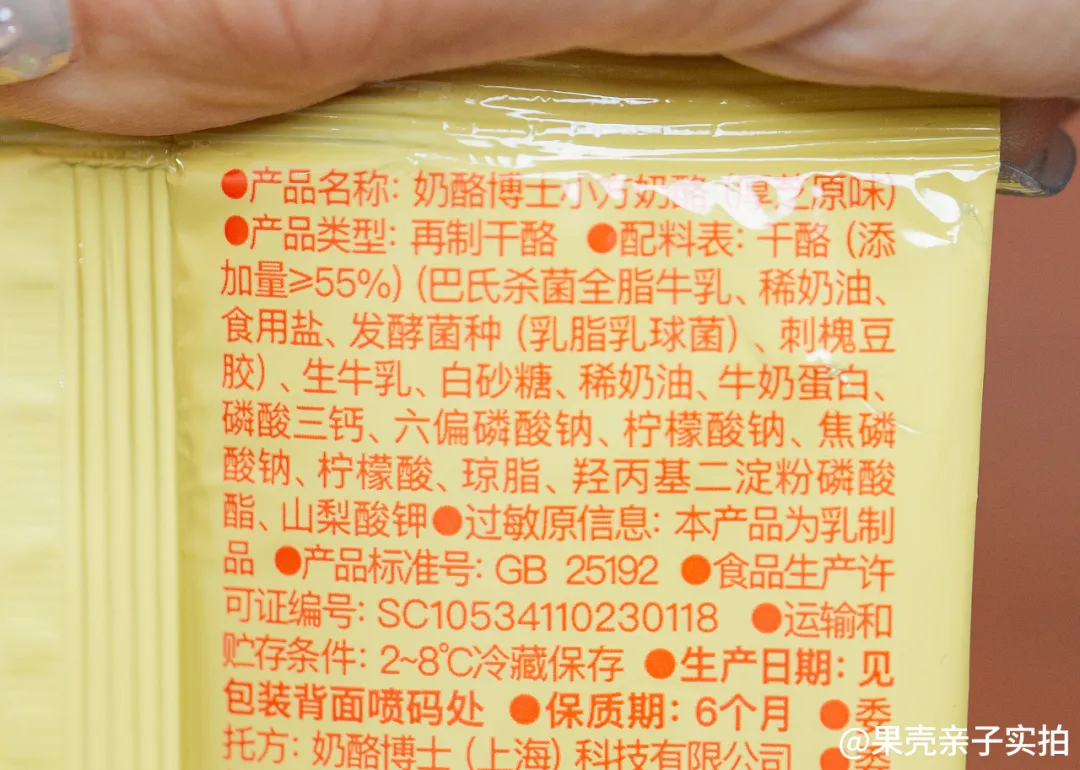 ●产品名称: 奶酪博士小方奶酪 (厚芝原味)
●产品类型: 再制干酪 ●配料表: 干酪 (添
加量≥55%) (巴氏杀菌全脂牛乳、稀奶油、
食用盐、发酵菌种 (乳脂乳球菌) 、刺槐豆
胶) 、生牛乳、白砂糖、稀奶油、牛奶蛋白、
磷酸三钙、六偏磷酸钠、柠檬酸钠、焦磷
酸钠、柠檬酸、琼脂、羟丙基二淀粉磷酸
酯、山梨酸钾●过敏原信息: 本产品为乳制
品 ●产品标准号: GB 25192 ●食品生产许
可证编号: SC10534110230118 ●运输和
贮存条件: 2~8℃冷藏保存 ●生产日期: 见
包装背面喷码处 ●保质期: 6个月 ●委
托方: 奶酪博士 (上海) 科技有限公司
@果壳亲子实拍